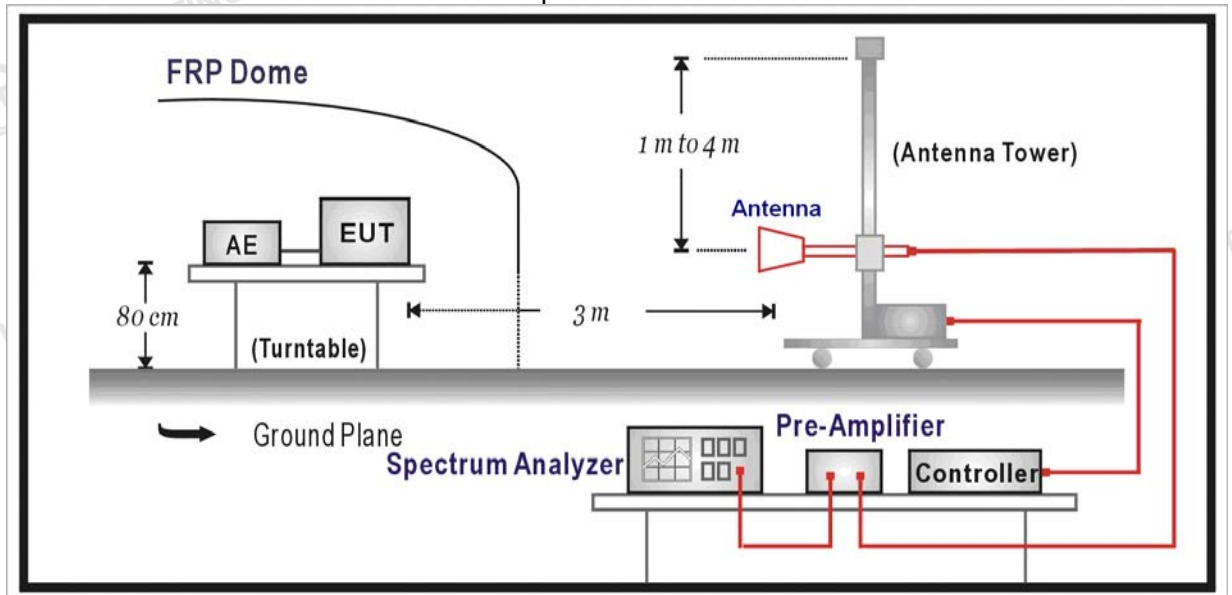 FRP Dome
1 m to 4 m
(Antenna Tower)
Antenna
AE
EUT
80 cm
3 m
(Turntable)
Ground Plane
Pre-Amplifier
Spectrum Analyzer
Controller